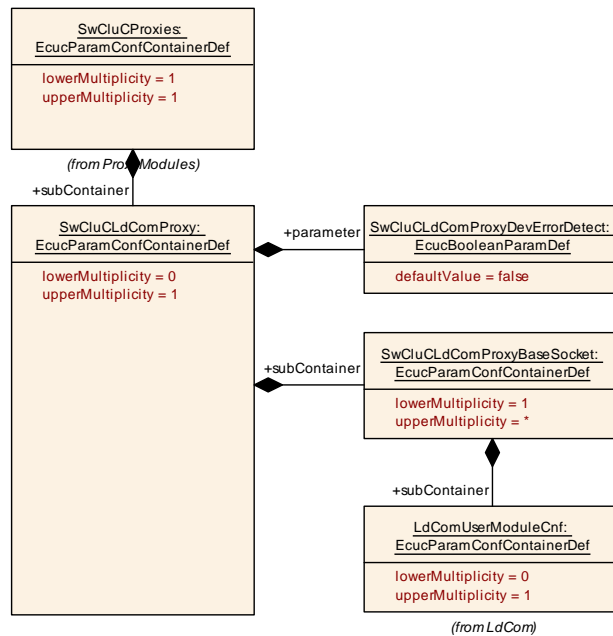 SwCluCProxies:
EcucParamConfContainerDef
lowerMultiplicity = 1
upperMultiplicity = 1
(from ProxyModules)
+subContainer
SwCluCLdComProxy:
EcucParamConfContainerDef
lowerMultiplicity = 0
upperMultiplicity = 1
+parameter
SwCluCLdComProxyDevErrorDetect:
EcucBooleanParamDef
defaultValue = false
+subContainer
SwCluCLdComProxyBaseSocket:
EcucParamConfContainerDef
lowerMultiplicity = 1
upperMultiplicity = *
+subContainer
LdComUserModuleCnf:
EcucParamConfContainerDef
lowerMultiplicity = 0
upperMultiplicity = 1
(from LdCom)